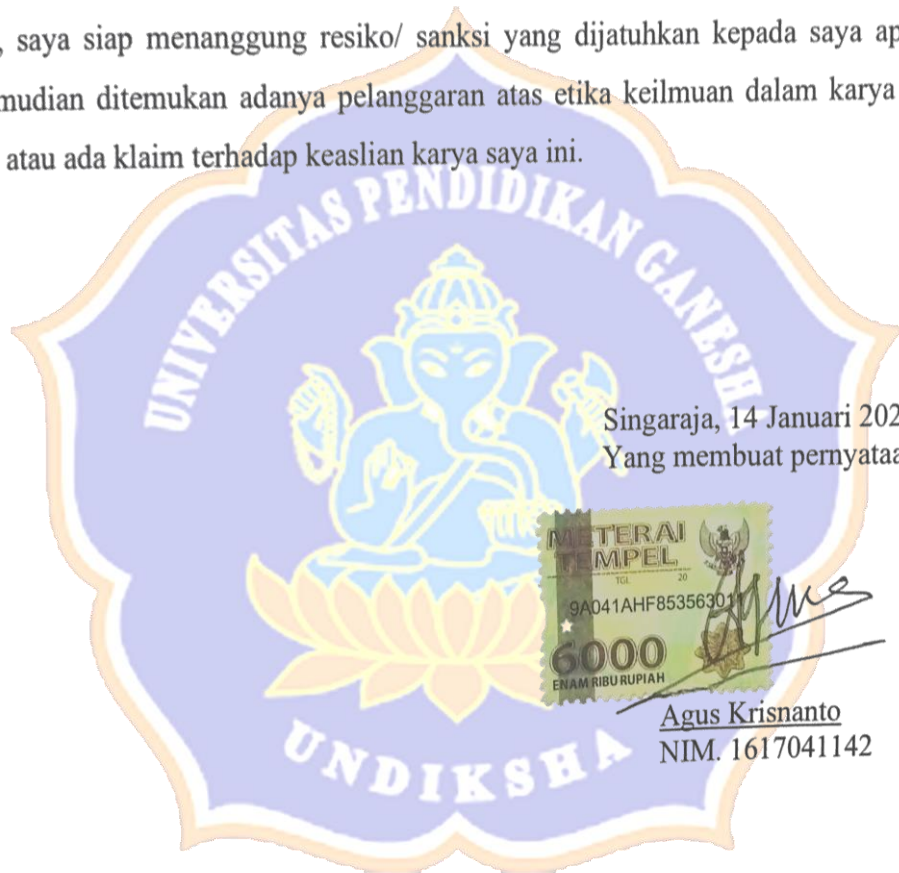 , saya siap menanggung resiko/ sanksi yang dijatuhkan kepada saya ap
mudian ditemukan adanya pelanggaran atas etika keilmuan dalam karya
atau ada klaim terhadap keaslian karya saya ini.
UNIVERSITAS PENDIDIKAN GANESHA
Singaraja, 14 Januari 202
Yang membuat pernyataa
METERAI
TEMPEL
TGL. 20
9A041AHF853563011
6000
ENAM RIBU RUPIAH
Agus Krisnanto
NIM. 1617041142
UNDIKSHA